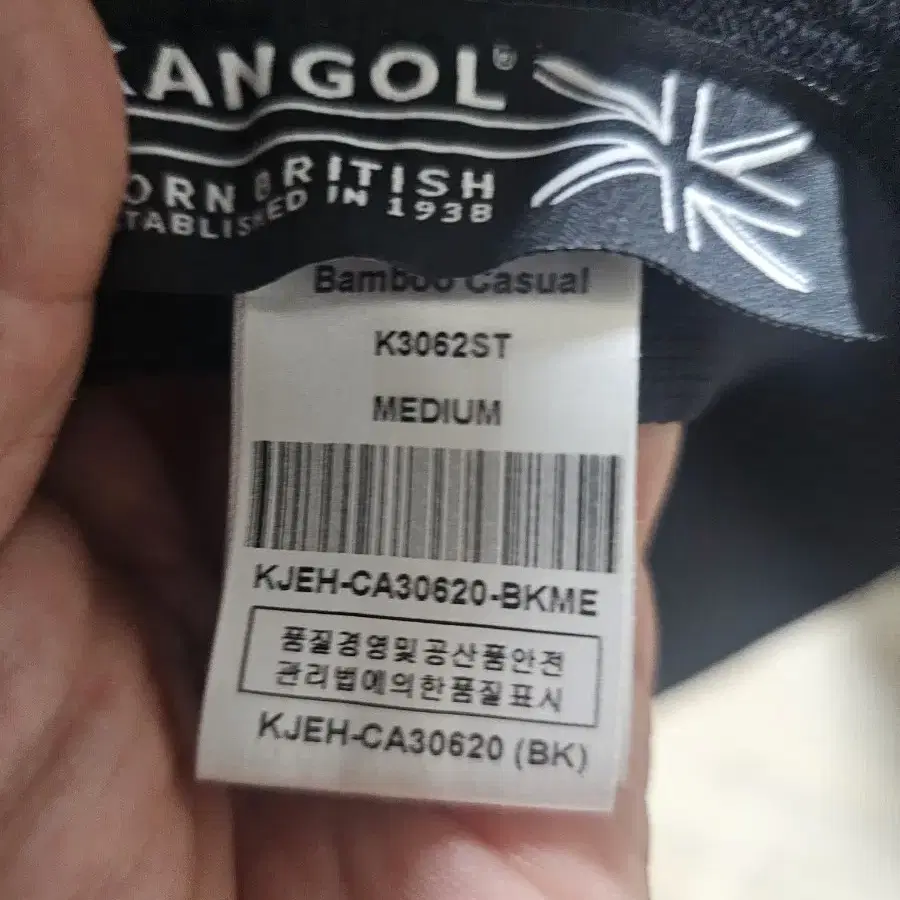 KANGOL®
BORN BRITISH
ESTABLISHED IN 1938
Bamboo Casual
K3062ST
MEDIUM
KJEH-CA30620-BKME
품질경영및공산품안전
관리법에의한품질표시
KJEH-CA30620 (BK)